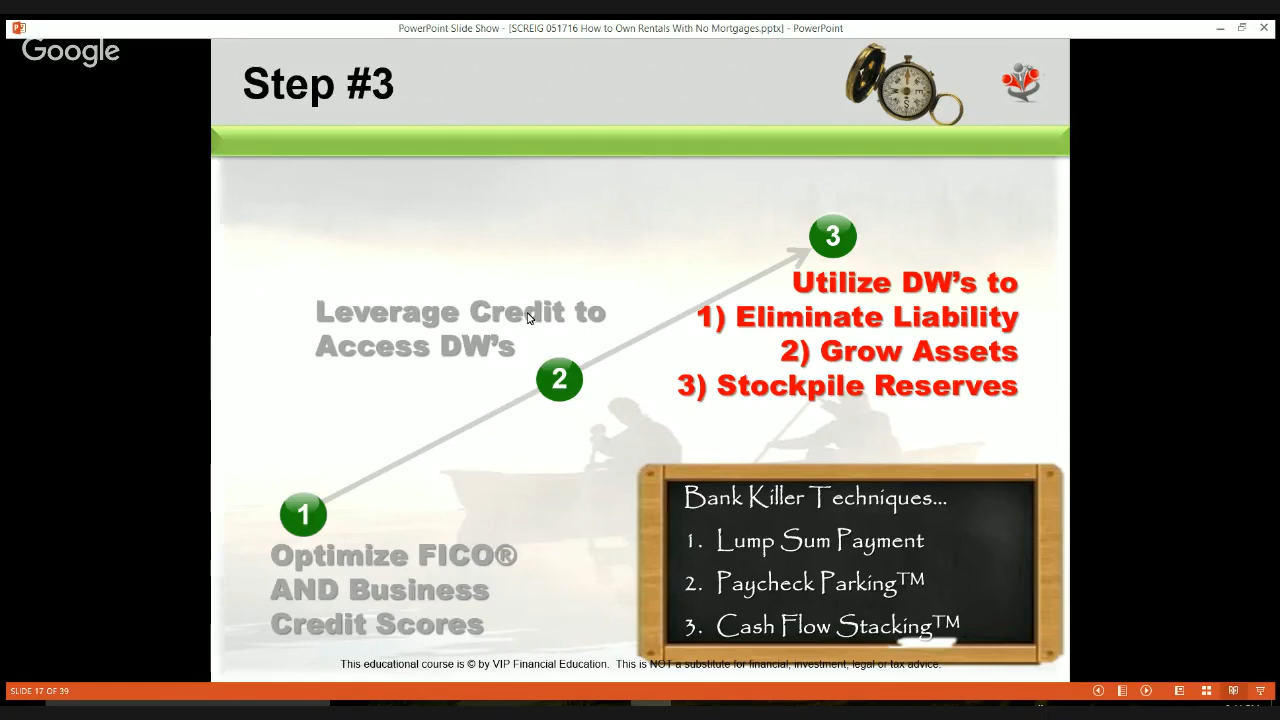 PowerPoint Slide Show - [SCREIG 051716 How to Own Rentals With No Mortgages.pptx] - PowerPoint
Google
Step #3
3
Utilize DW's to
1) Eliminate Liability
2) Grow Assets
3) Stockpile Reserves
Leverage Credit to
Access DW's
2
1
Optimize FICO®
AND Business
Credit Scores
Bank Killer Techniques...
1. Lump Sum Payment
2. Paycheck Parking™
3. Cash Flow Stacking™
This educational course is © by VIP Financial Education. This is NOT a substitute for financial, investment, legal or tax advice.
SLIDE 17 OF 39